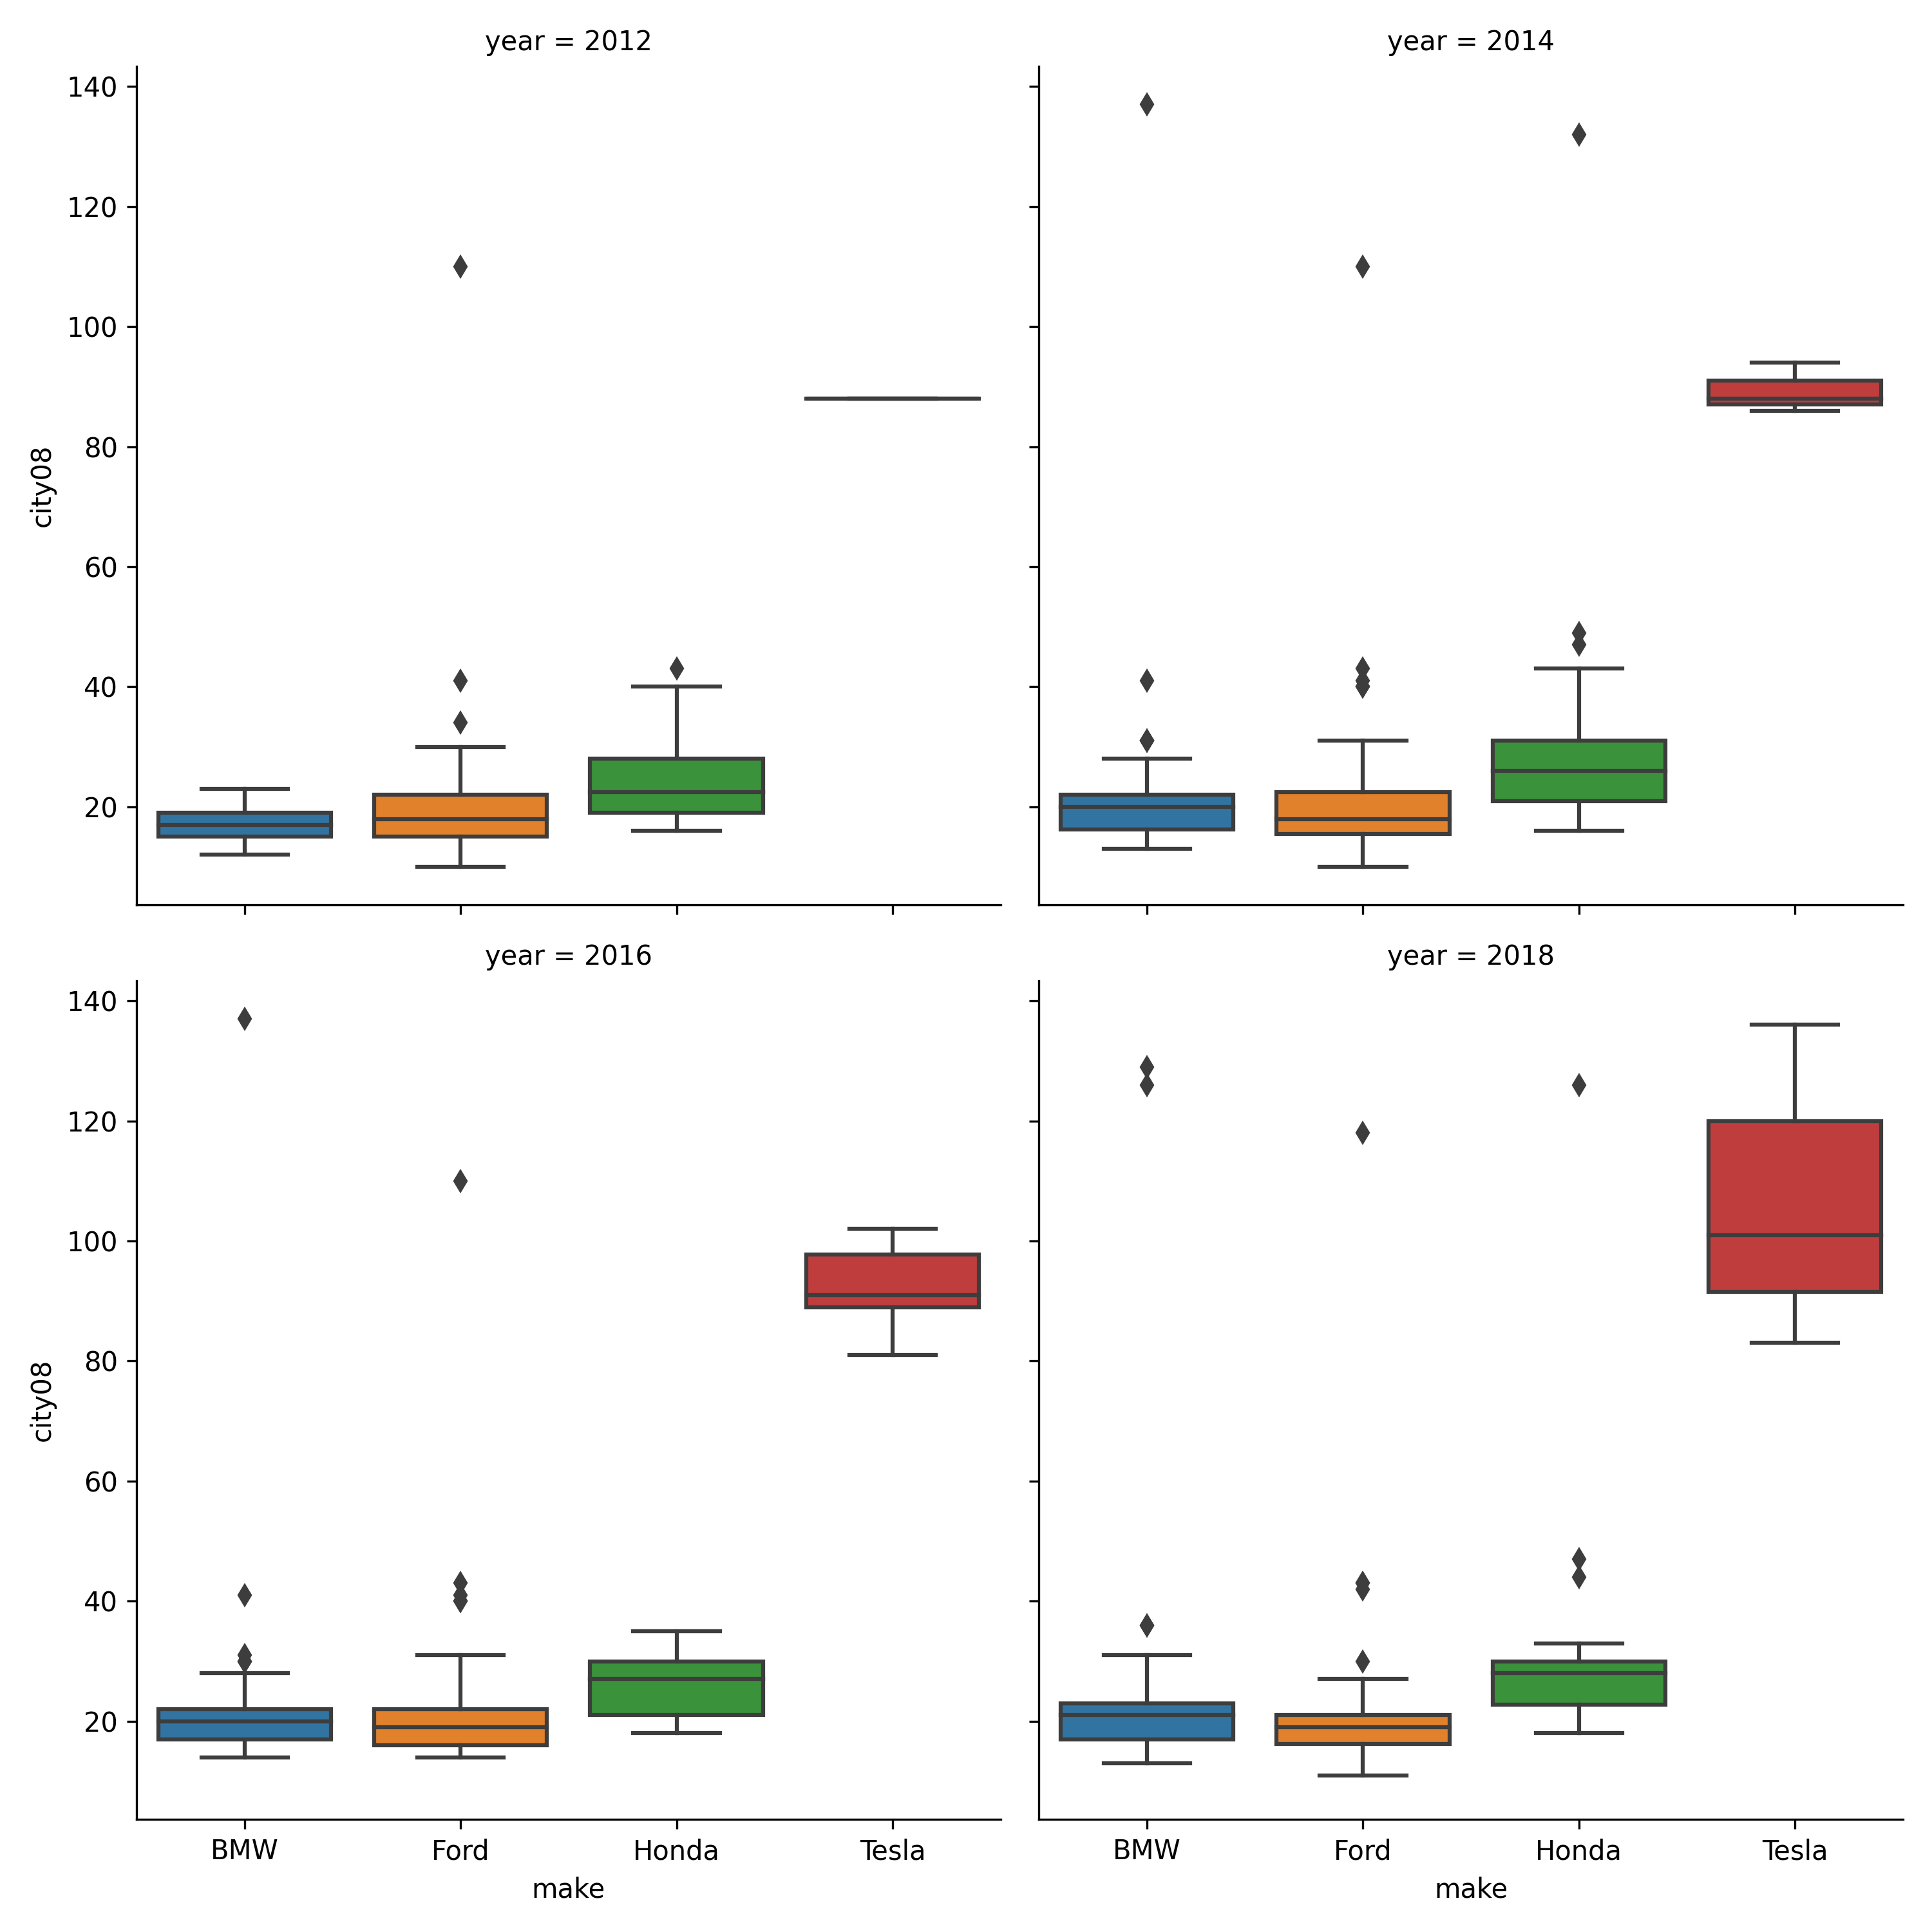 year = 2012
year = 2014
140
120
100
80
60
40
20
city08
year = 2016
year = 2018
140
120
100
80
60
40
20
city08
BMW Ford Honda Tesla
BMW Ford Honda Tesla
make
make